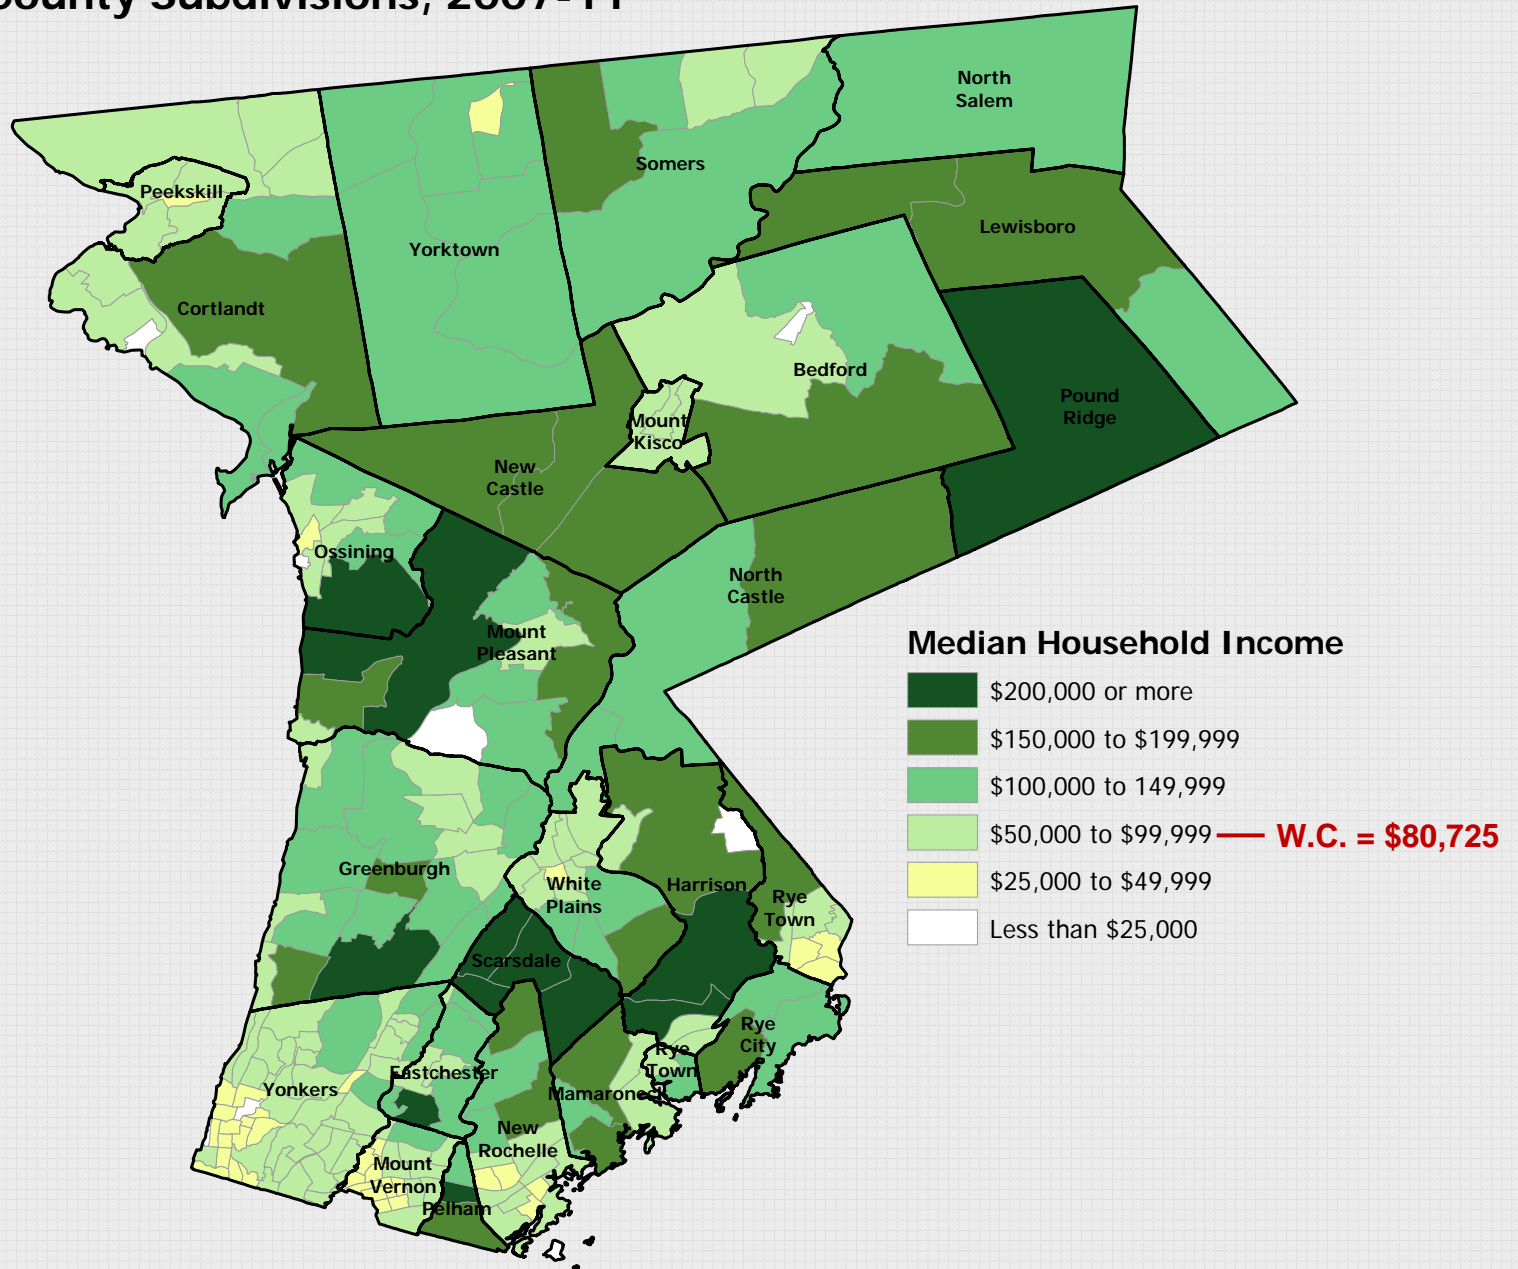 County Subdivisions, 2007-11
North
Salem
Somers
Peekskill
Lewisboro
Yorktown
Cortlandt
Bedford
Pound
Ridge
Mount
Kisco
New
Castle
Ossining
North
Castle
Mount
Pleasant
Median Household Income
$200,000 or more
$150,000 to $199,999
$100,000 to 149,999
$50,000 to $99,999
W.C. = $80,725
$25,000 to $49,999
Less than $25,000
Greenburgh
White
Plains
Harrison
Rye
Town
Scarsdale
Rye
City
Rye
Town
Eastchester
Yonkers
Mamaroneck
New
Rochelle
Mount
Vernon
Pelham